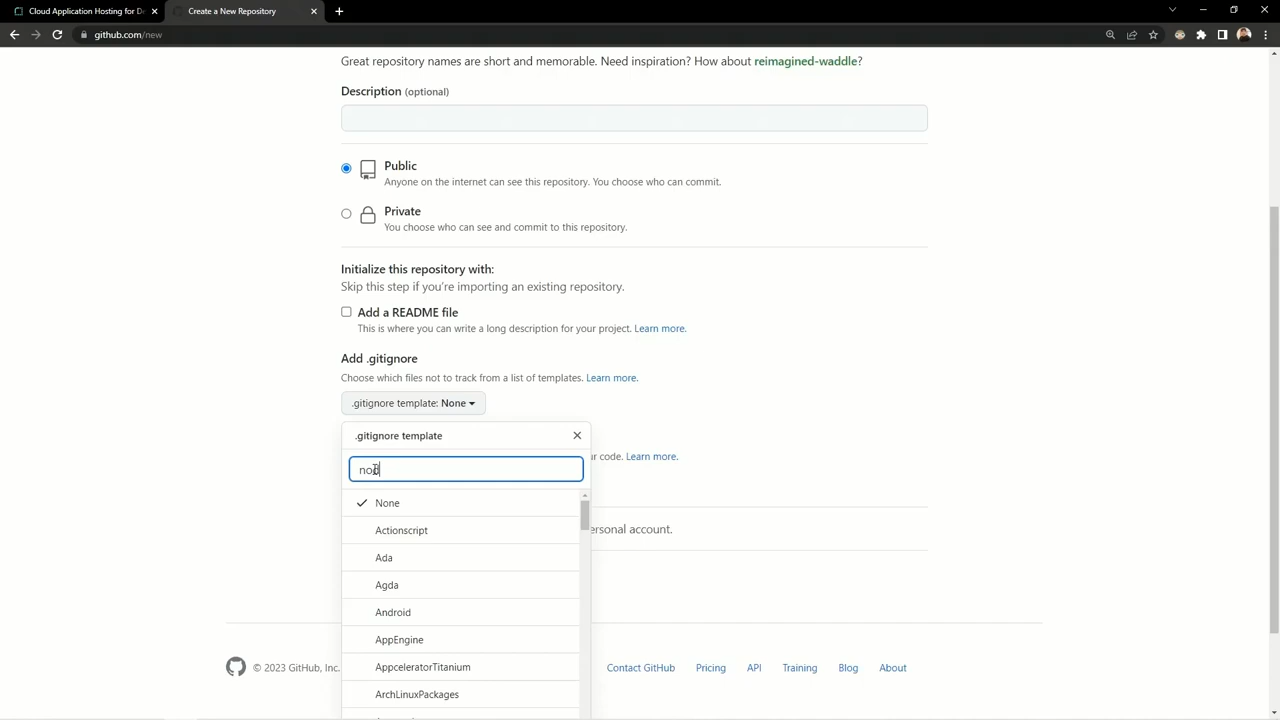 Cloud Application Hosting for D
Create a New Repository
github.com/new
Great repository names are short and memorable. Need inspiration? How about reimagined-waddle?
Description (optional)
Public
Anyone on the internet can see this repository. You choose who can commit.
Private
You choose who can see and commit to this repository.
Initialize this repository with:
Skip this step if you're importing an existing repository.
Add a README file
This is where you can write a long description for your project. Learn more.
Add .gitignore
Choose which files not to track from a list of templates. Learn more.
.gitignore template: None
.gitignore template
ur code. Learn more.
nod
None
Actionscript
ersonal account.
Ada
Agda
Android
AppEngine
© 2023 GitHub, Inc.
Contact GitHub
Pricing
API
Training
Blog
About
AppceleratorTitanium
ArchLinuxPackages